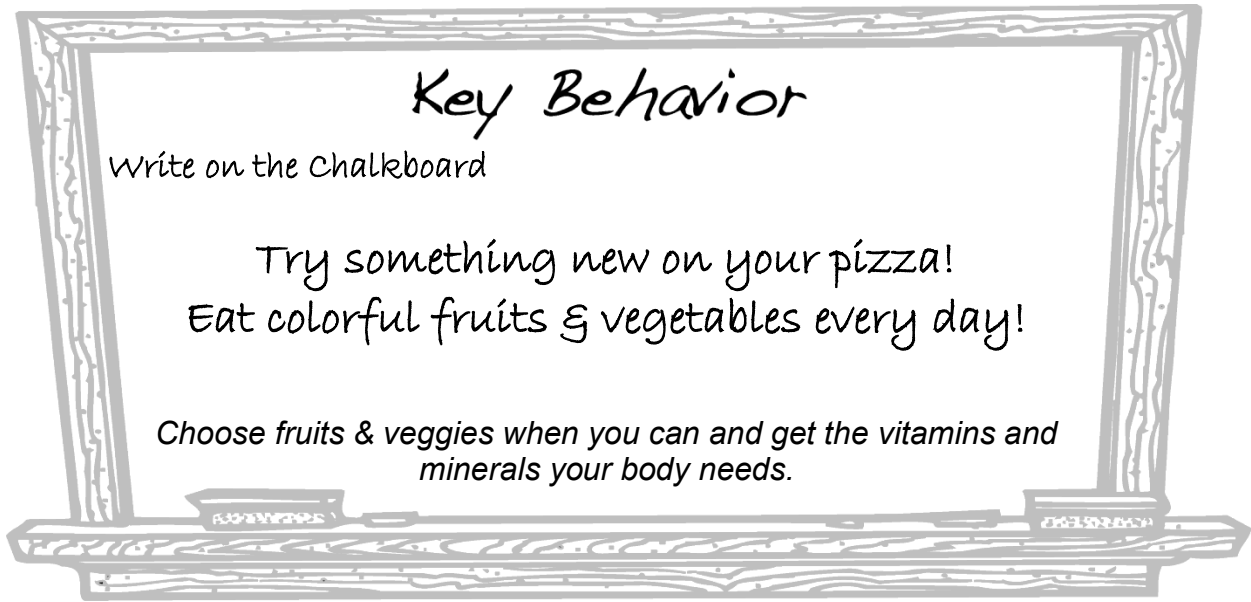 Key Behavior
Write on the Chalkboard
Try something new on your pizza!
Eat colorful fruits & vegetables every day!
Choose fruits & veggies when you can and get the vitamins and
minerals your body needs.